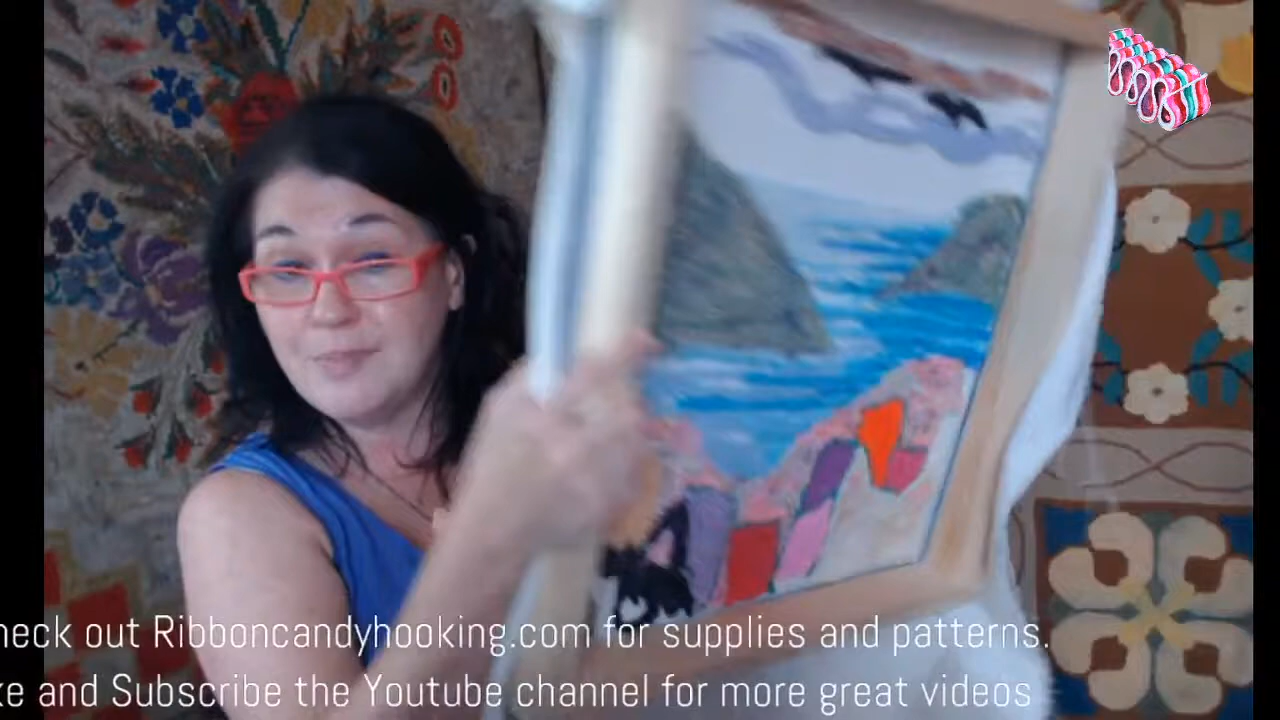 heck out Ribboncandyhooking.com for supplies and patterns.
ke and Subscribe the Youtube channel for more great videos